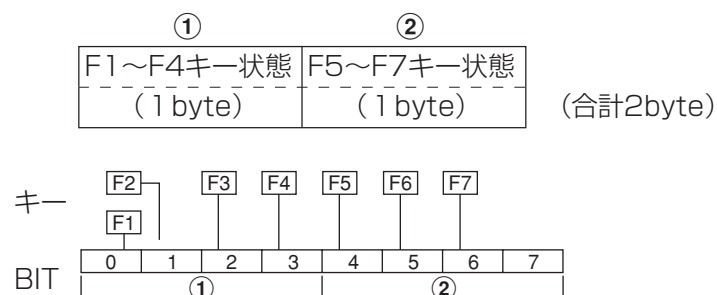 ① ②
F1～F4キー状態 F5～F7キー状態
（1byte） （1byte） （合計2byte）
F2 F3 F4 F5 F6 F7
キー
F1
0 1 2 3 4 5 6 7
BIT ① ②